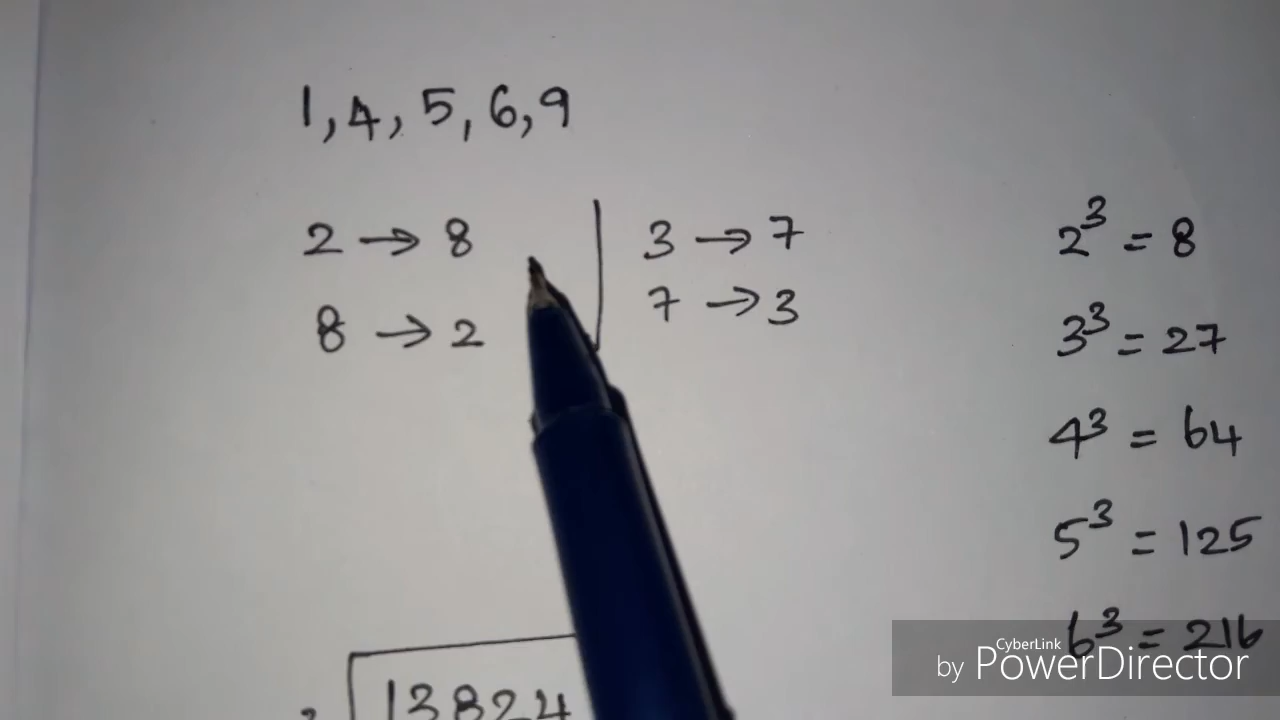 1, 4, 5, 6, 9
2 → 8
8 → 2
3 → 7
7 → 3
2³ = 8
3³ = 27
4³ = 64
5³ = 125
6³ = 216
13824
CyberLink
by PowerDirector